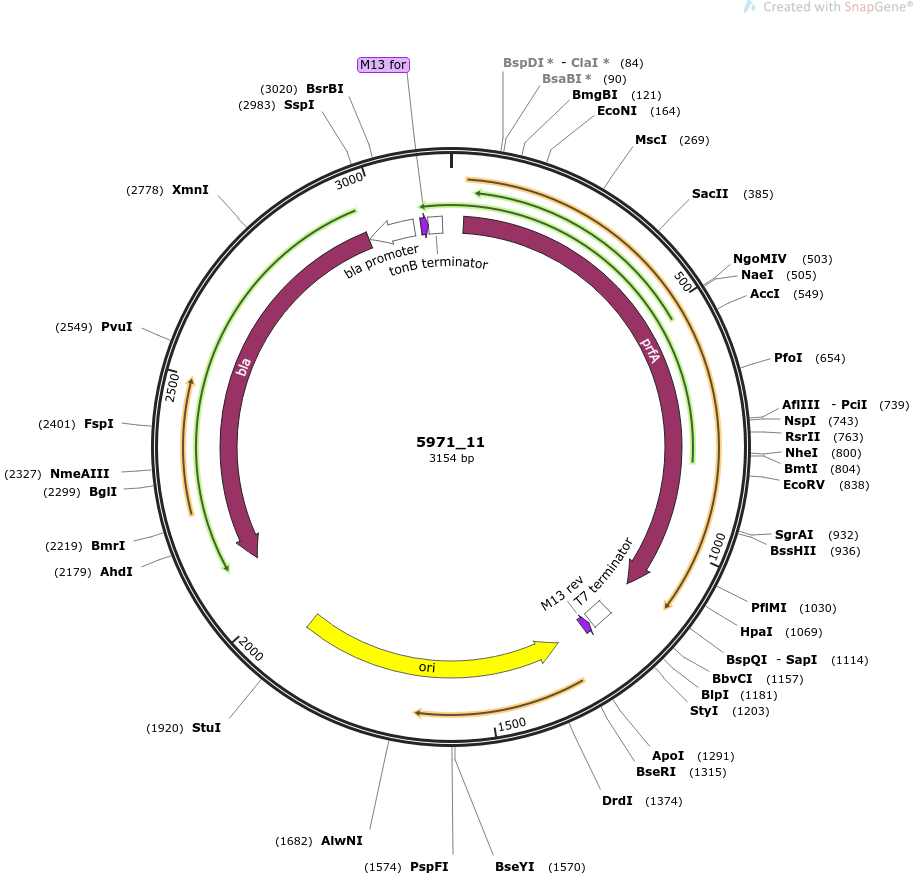 Created with SnapGene®
M13 for
BspDI * - ClaI * (84)
BsaBI * (90)
BmgBI (121)
EcoNI (164)
MscI (269)
SacII (385)
NgoMIV (503)
NaeI (505)
AccI (549)
PfoI (654)
AflIII - PciI (739)
NspI (743)
RsrII (763)
NheI (800)
BmtI (804)
EcoRV (838)
SgrAI (932)
BssHII (936)
PflMI (1030)
HpaI (1069)
BspQI - SapI (1114)
BbvCI (1157)
BlpI (1181)
StyI (1203)
ApoI (1291)
BseRI (1315)
DrdI (1374)
BseYI (1570)
(1574) PspFI
(1682) AlwNI
(1920) StuI
(2179) AhdI
(2219) BmrI
(2299) BglI
(2327) NmeAIII
(2401) FspI
(2549) PvuI
(2778) XmnI
(2983) SspI
(3020) BsrBI
500
1000
1500
2000
2500
3000
bla promoter
tonB terminator
prfA
bla
T7 terminator
M13 rev
ori
5971_11
3154 bp